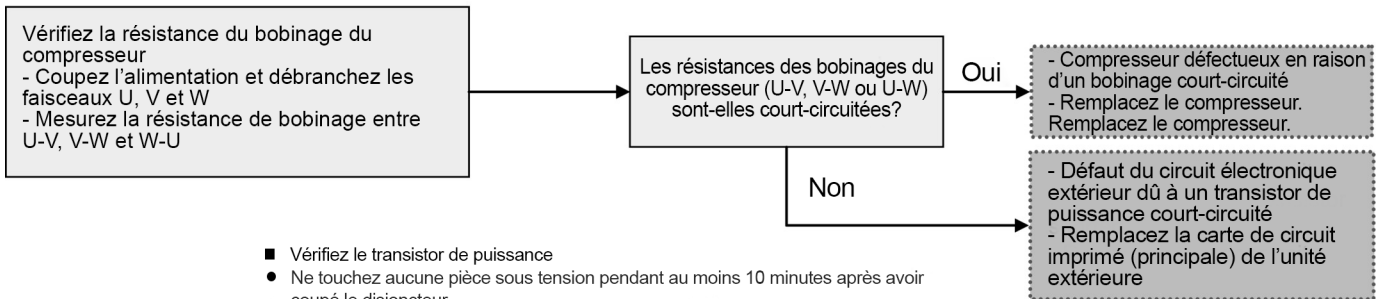 Vérifiez la résistance du bobinage du
compresseur
- Coupez l'alimentation et débranchez les
faisceaux U, V et W
- Mesurez la résistance de bobinage entre
U-V, V-W et W-U
Les résistances des bobinages du
compresseur (U-V, V-W ou U-W)
sont-elles court-circuitées?
Oui
- Compresseur défectueux en raison
d'un bobinage court-circuité
- Remplacez le compresseur.
Remplacez le compresseur.
Non
- Défaut du circuit électronique
extérieur dû à un transistor de
puissance court-circuité
- Remplacez la carte de circuit
imprimé (principale) de l'unité
extérieure
■ Vérifiez le transistor de puissance
● Ne touchez aucune pièce sous tension pendant au moins 10 minutes après avoir
coupé le disjoncteur